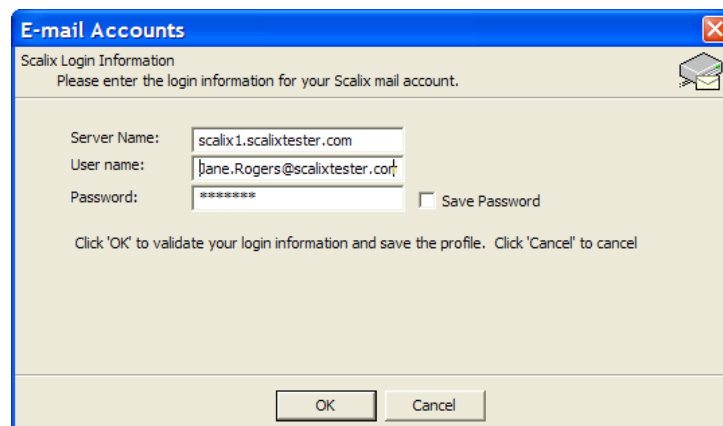 E-mail Accounts
Scalix Login Information
Please enter the login information for your Scalix mail account.
Server Name: scalix1.scalixtester.com
User name: Jane.Rogers@scalixtester.com
Password: *******
Save Password
Click 'OK' to validate your login information and save the profile. Click 'Cancel' to cancel
OK Cancel